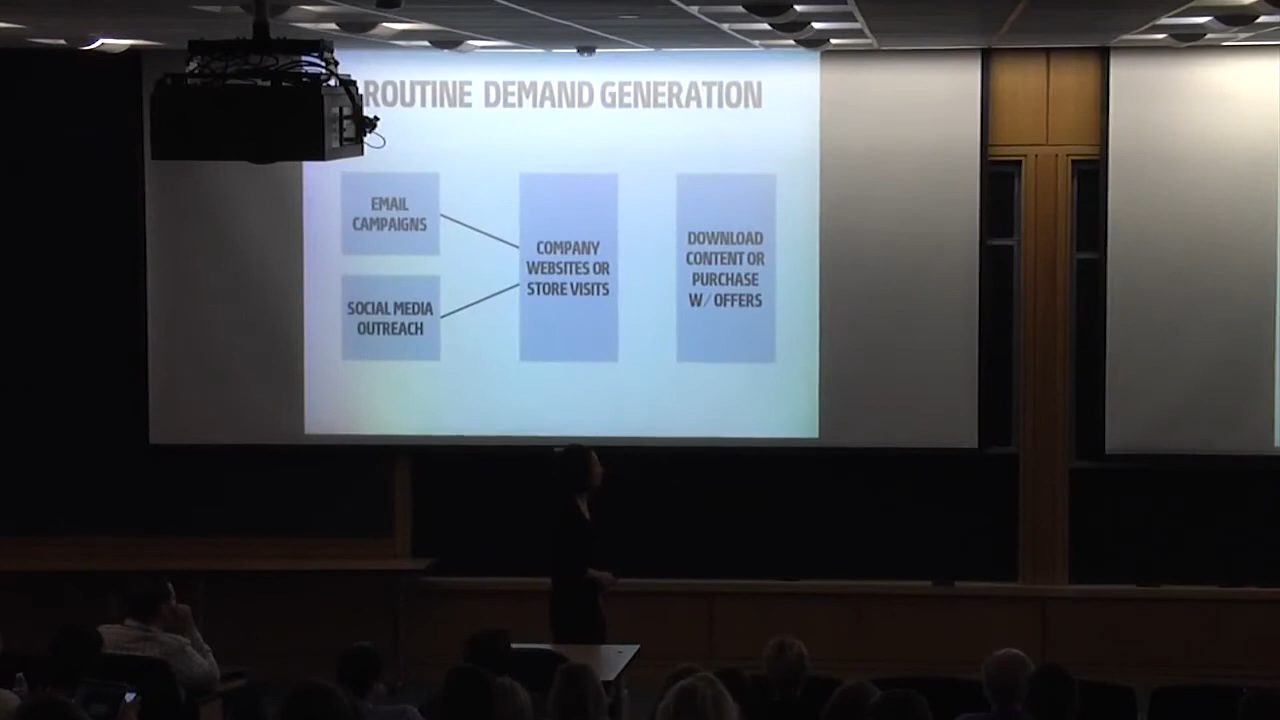 ROUTINE DEMAND GENERATION
EMAIL
CAMPAIGNS
SOCIAL MEDIA
OUTREACH
COMPANY
WEBSITES OR
STORE VISITS
DOWNLOAD
CONTENT OR
PURCHASE
W/ OFFERS